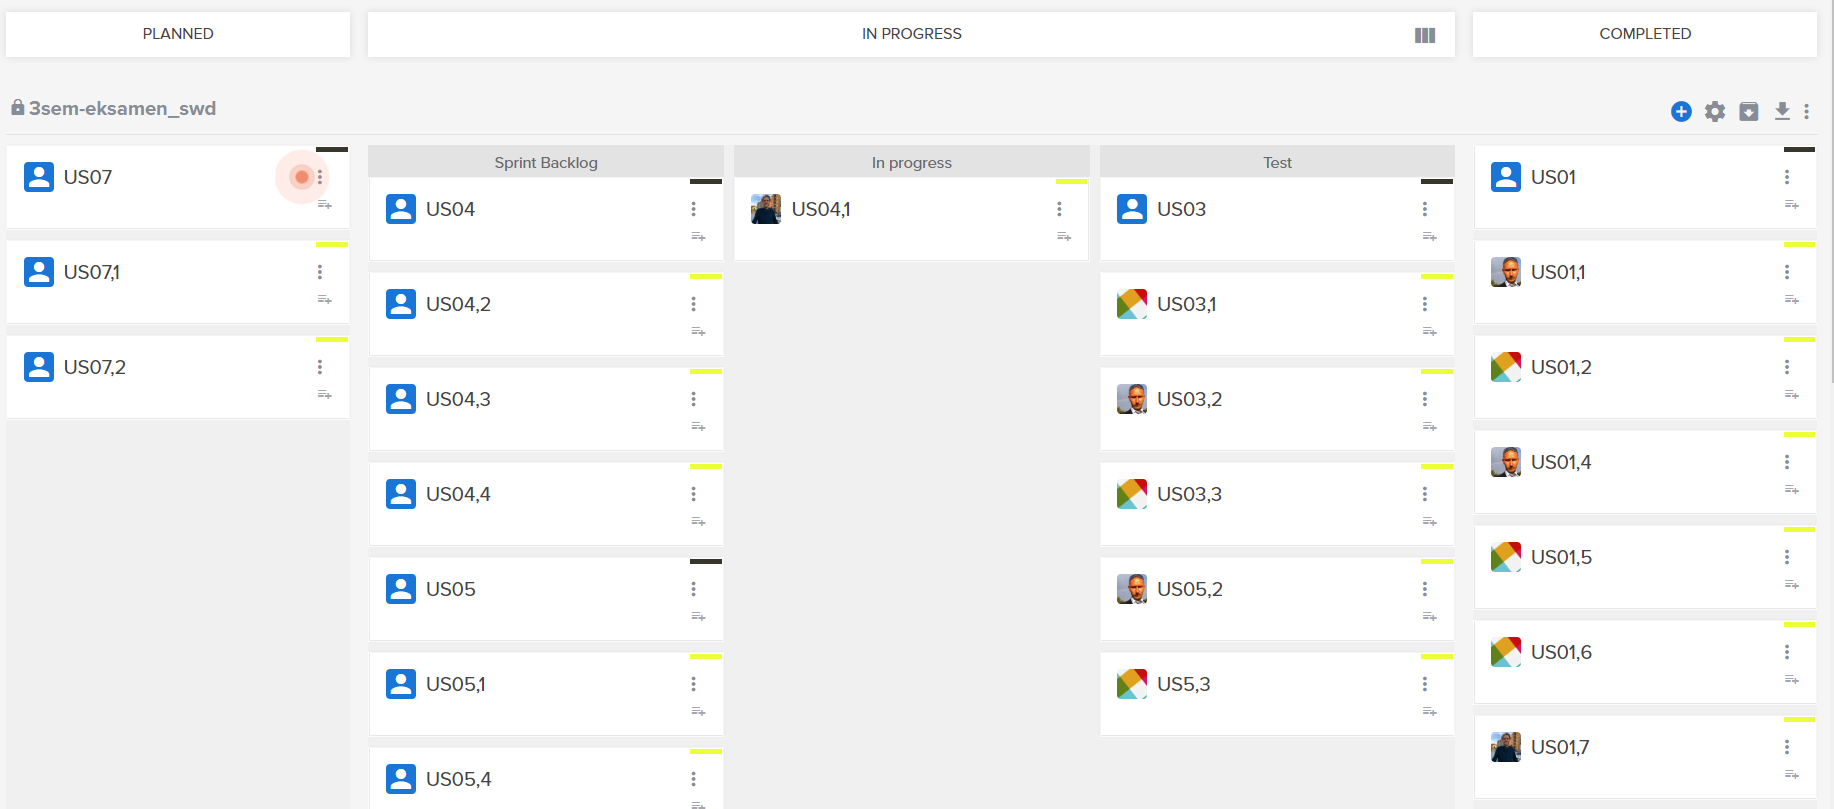 PLANNED
IN PROGRESS
COMPLETED
3sem-eksamen_swd
US07
US07,1
US07,2
Sprint Backlog
US04
US04,2
US04,3
US04,4
US05
US05,1
US05,4
In progress
US04,1
Test
US03
US03,1
US03,2
US03,3
US05,2
US5,3
US01
US01,1
US01,2
US01,4
US01,5
US01,6
US01,7